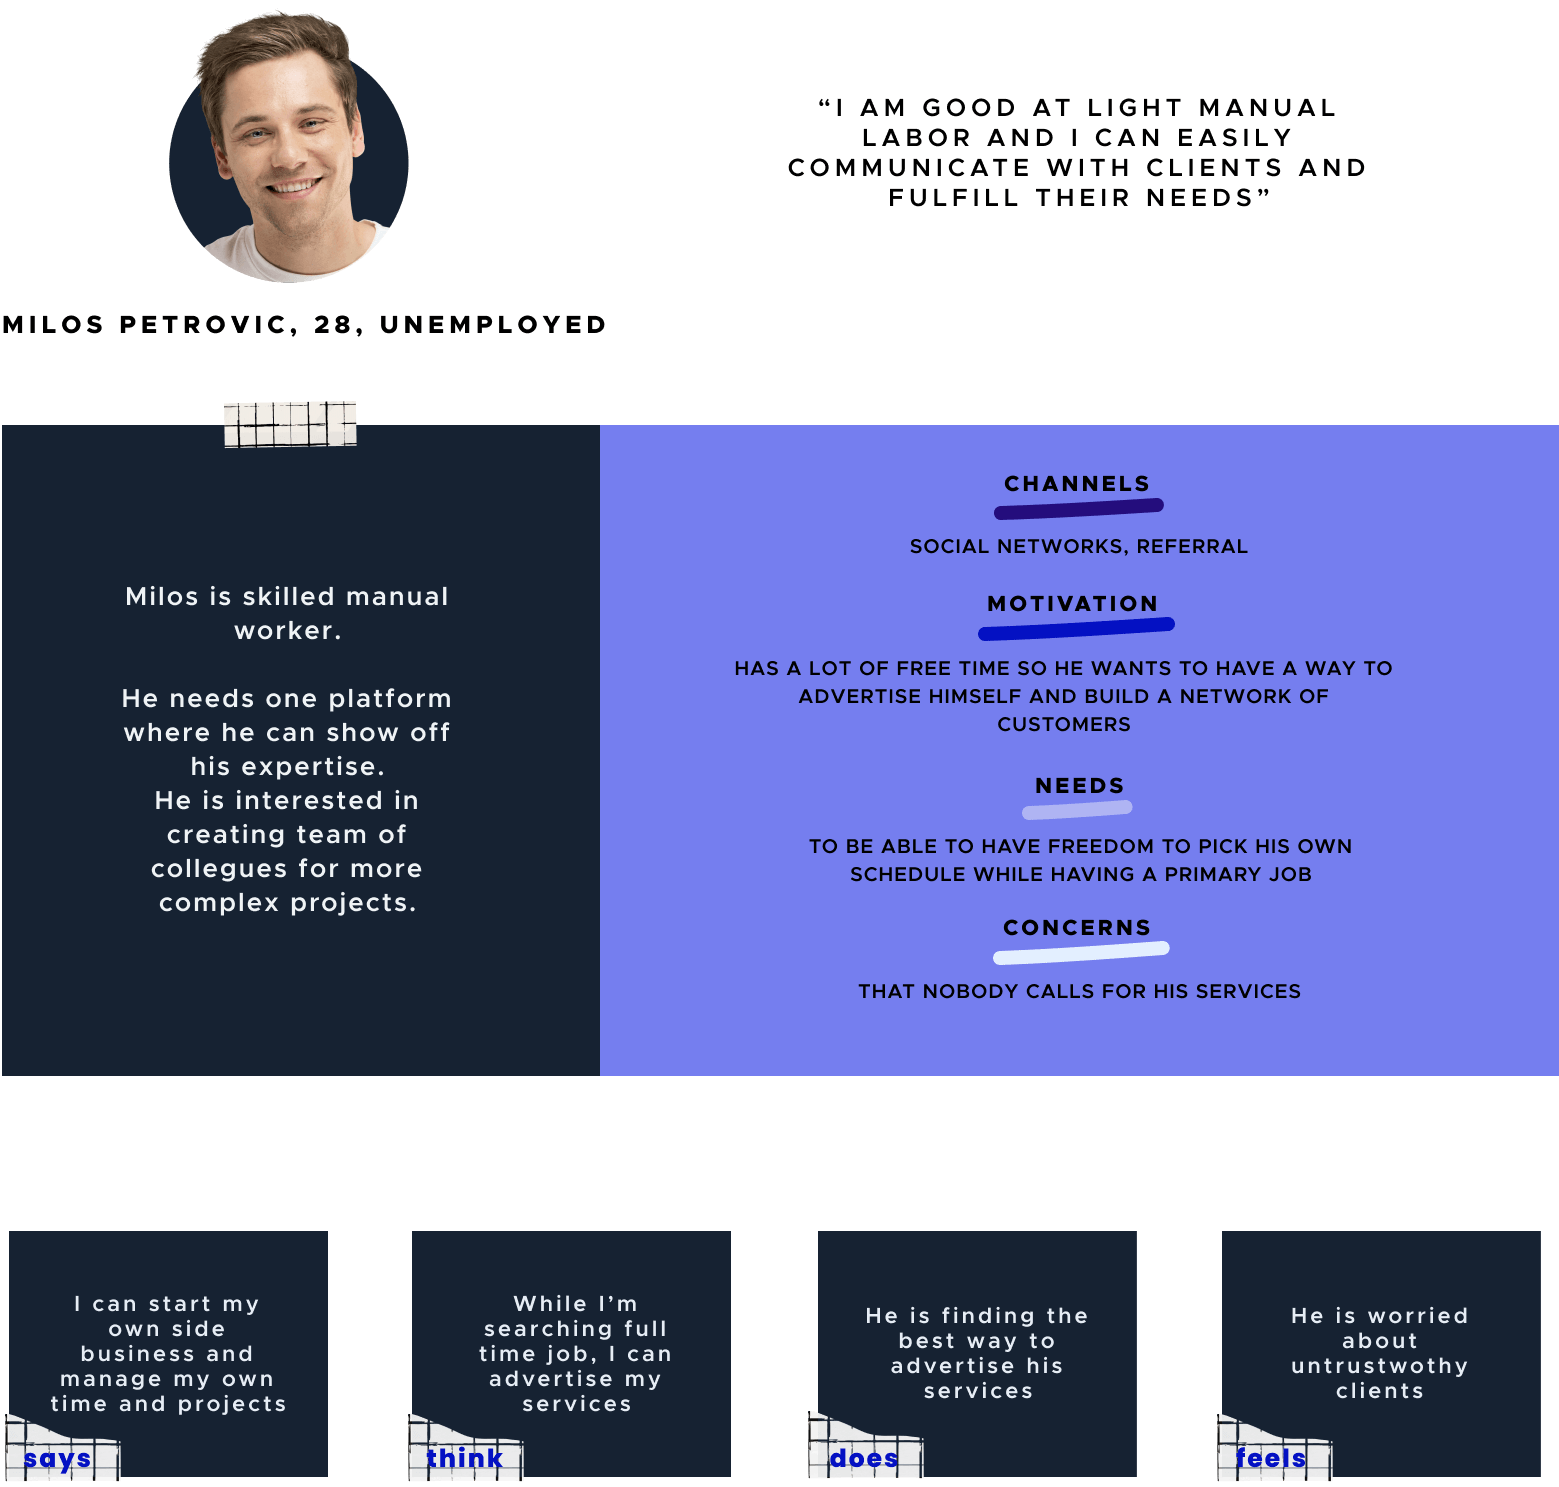 “I AM GOOD AT LIGHT MANUAL
LABOR AND I CAN EASILY
COMMUNICATE WITH CLIENTS AND
FULFILL THEIR NEEDS”
MILOS PETROVIC, 28, UNEMPLOYED
Milos is skilled manual
worker.
He needs one platform
where he can show off
his expertise.
He is interested in
creating team of
collegues for more
complex projects.
CHANNELS
SOCIAL NETWORKS, REFERRAL
MOTIVATION
HAS A LOT OF FREE TIME SO HE WANTS TO HAVE A WAY TO
ADVERTISE HIMSELF AND BUILD A NETWORK OF
CUSTOMERS
NEEDS
TO BE ABLE TO HAVE FREEDOM TO PICK HIS OWN
SCHEDULE WHILE HAVING A PRIMARY JOB
CONCERNS
THAT NOBODY CALLS FOR HIS SERVICES
I can start my
own side
business and
manage my own
time and projects
says
While I’m
searching full
time job, I can
advertise my
services
think
He is finding the
best way to
advertise his
services
does
He is worried
about
untrustwothy
clients
feels